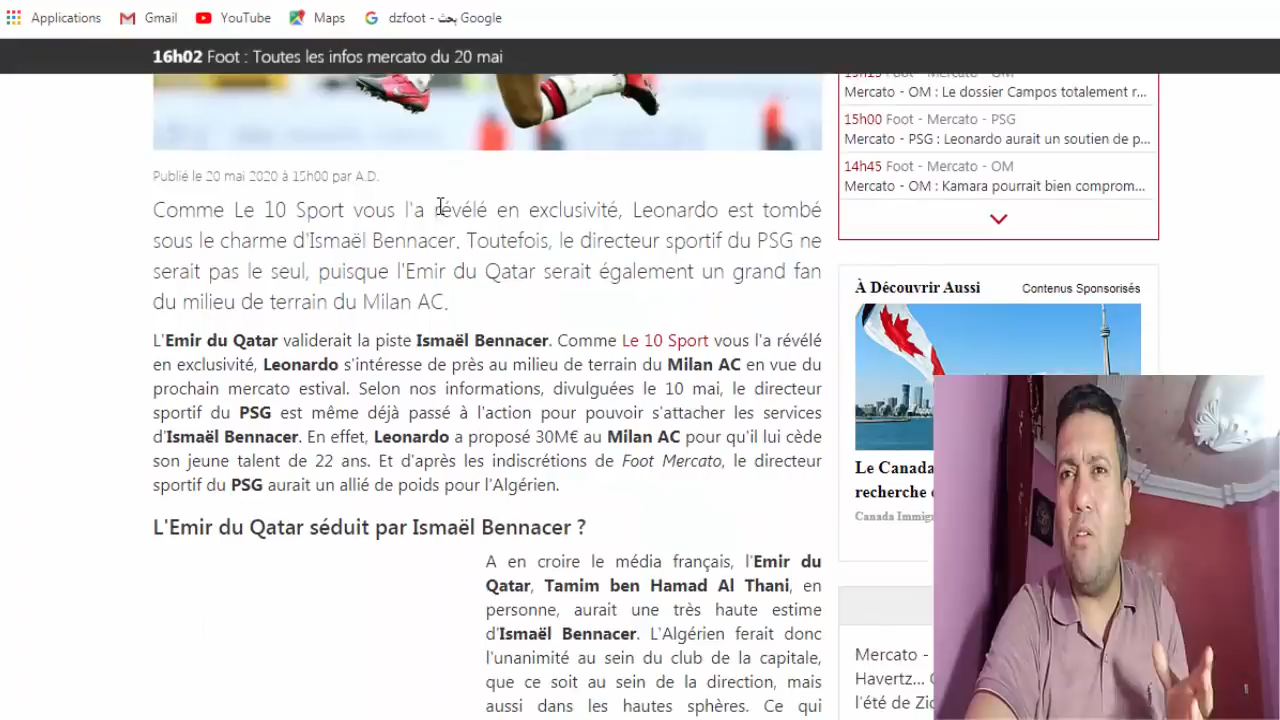 Applications Gmail YouTube Maps dzfoot - بحث Google
16h02 Foot : Toutes les infos mercato du 20 mai
Publié le 20 mai 2020 à 15h00 par A.D.
Comme Le 10 Sport vous l'a révélé en exclusivité, Leonardo est tombé
sous le charme d'Ismaël Bennacer. Toutefois, le directeur sportif du PSG ne
serait pas le seul, puisque l'Emir du Qatar serait également un grand fan
du milieu de terrain du Milan AC.
L'Emir du Qatar validerait la piste Ismaël Bennacer. Comme Le 10 Sport vous l'a révélé
en exclusivité, Leonardo s'intéresse de près au milieu de terrain du Milan AC en vue du
prochain mercato estival. Selon nos informations, divulguées le 10 mai, le directeur
sportif du PSG est même déjà passé à l'action pour pouvoir s'attacher les services
d'Ismaël Bennacer. En effet, Leonardo a proposé 30M€ au Milan AC pour qu'il lui cède
son jeune talent de 22 ans. Et d'après les indiscrétions de Foot Mercato, le directeur
sportif du PSG aurait un allié de poids pour l'Algérien.
L'Emir du Qatar séduit par Ismaël Bennacer ?
A en croire le média français, l'Emir du
Qatar, Tamim ben Hamad Al Thani, en
personne, aurait une très haute estime
d'Ismaël Bennacer. L'Algérien ferait donc
l'unanimité au sein du club de la capitale,
que ce soit au sein de la direction, mais
aussi dans les hautes sphères. Ce qui
15h15 Foot - Mercato - OM
Mercato - OM : Le dossier Campos totalement r...
15h00 Foot - Mercato - PSG
Mercato - PSG : Leonardo aurait un soutien de p...
14h45 Foot - Mercato - OM
Mercato - OM : Kamara pourrait bien comprom...
À Découvrir Aussi Contenus Sponsorisés
Le Canada
recherche
Canada Immig
Mercato -
Havertz...
l'été de Zi